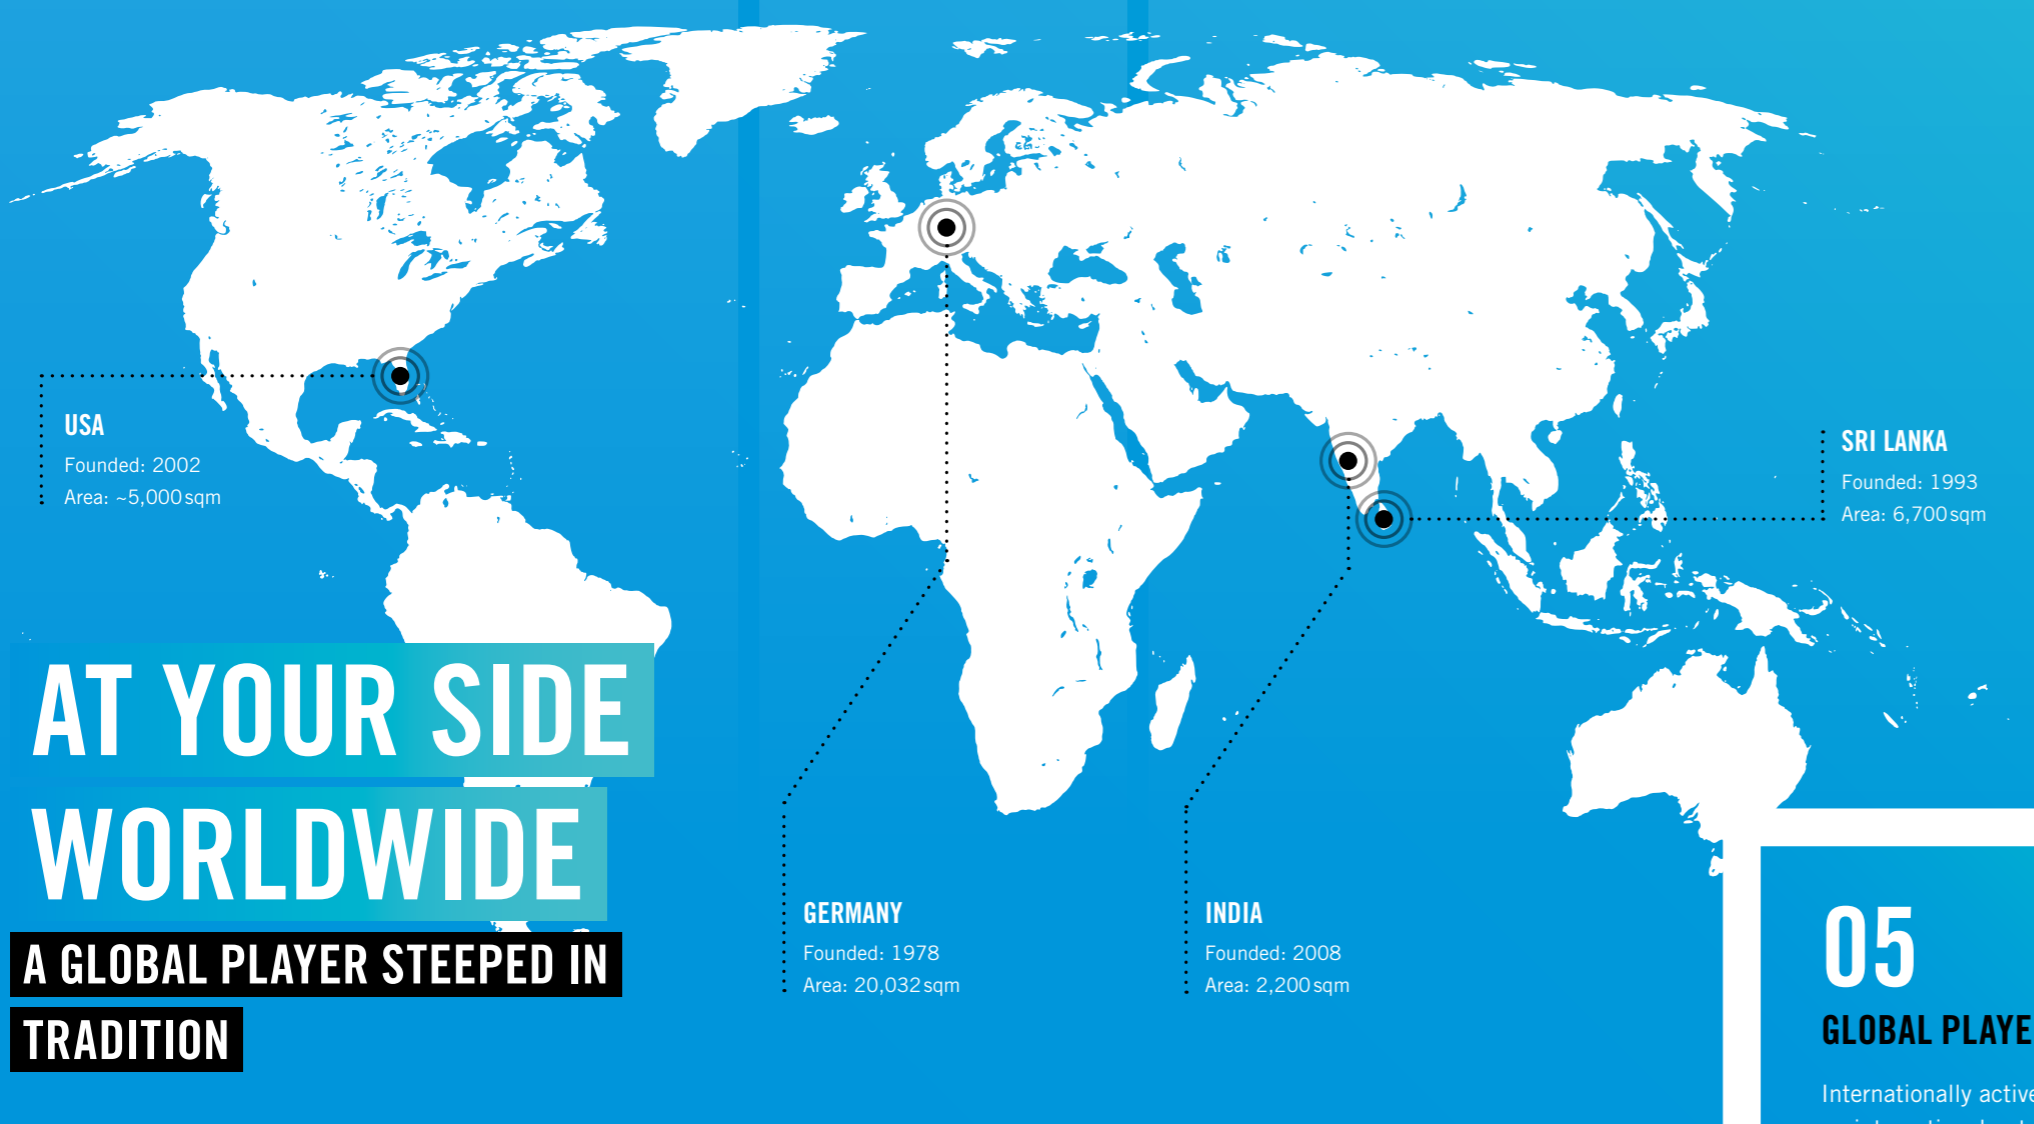 USA
Founded: 2002
Area: ~5,000 sqm
SRI LANKA
Founded: 1993
Area: 6,700 sqm
AT YOUR SIDE
WORLDWIDE
A GLOBAL PLAYER STEEPED IN
TRADITION
GERMANY
Founded: 1978
Area: 20,032 sqm
INDIA
Founded: 2008
Area: 2,200 sqm
05
GLOBAL PLAYE
Internationally active